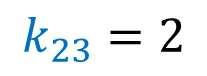 k₂₃ = 2